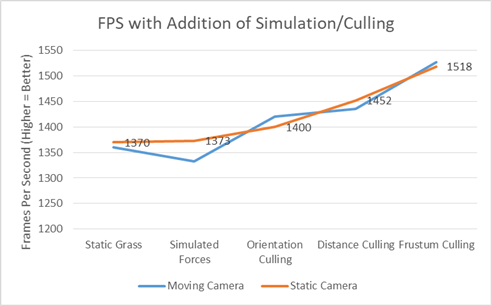 FPS with Addition of Simulation/Culling
Frames Per Second (Higher = Better)
1550
1500
1450
1400
1350
1300
1250
1200
1370
1373
1400
1452
1518
Static Grass
Simulated
Forces
Orientation
Culling
Distance Culling
Frustum Culling
Moving Camera
Static Camera